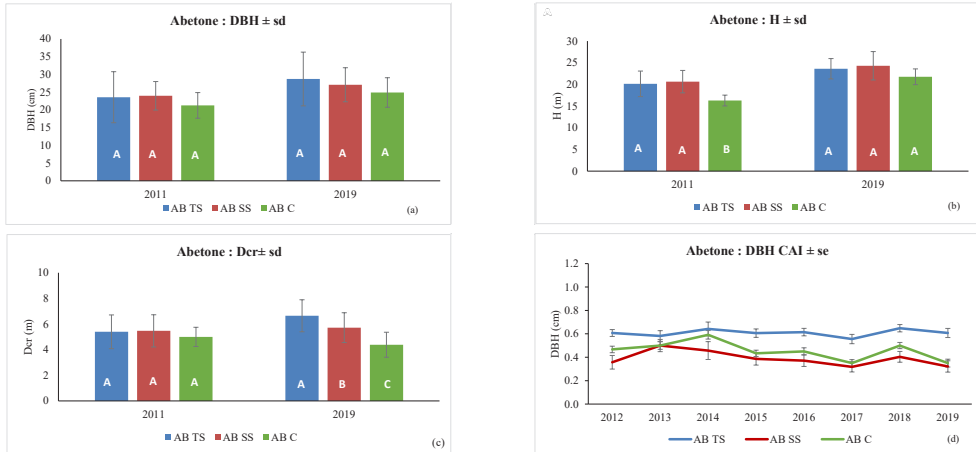 Abetone : DBH ± sd
DBH (cm)
40
35
30
25
20
15
10
5
0
A A A A A A
2011 2019
AB TS AB SS AB C
(a)
A
Abetone : H ± sd
H (m)
30
25
20
15
10
5
0
A A B A A A
2011 2019
AB TS AB SS AB C
(b)
Abetone : Dcr± sd
Dcr (m)
10
8
6
4
2
0
A A A A B C
2011 2019
AB TS AB SS AB C
(c)
Abetone : DBH CAI ± se
DBH (cm)
1.2
1.0
0.8
0.6
0.4
0.2
0.0
2012 2013 2014 2015 2016 2017 2018 2019
AB TS AB SS AB C
(d)